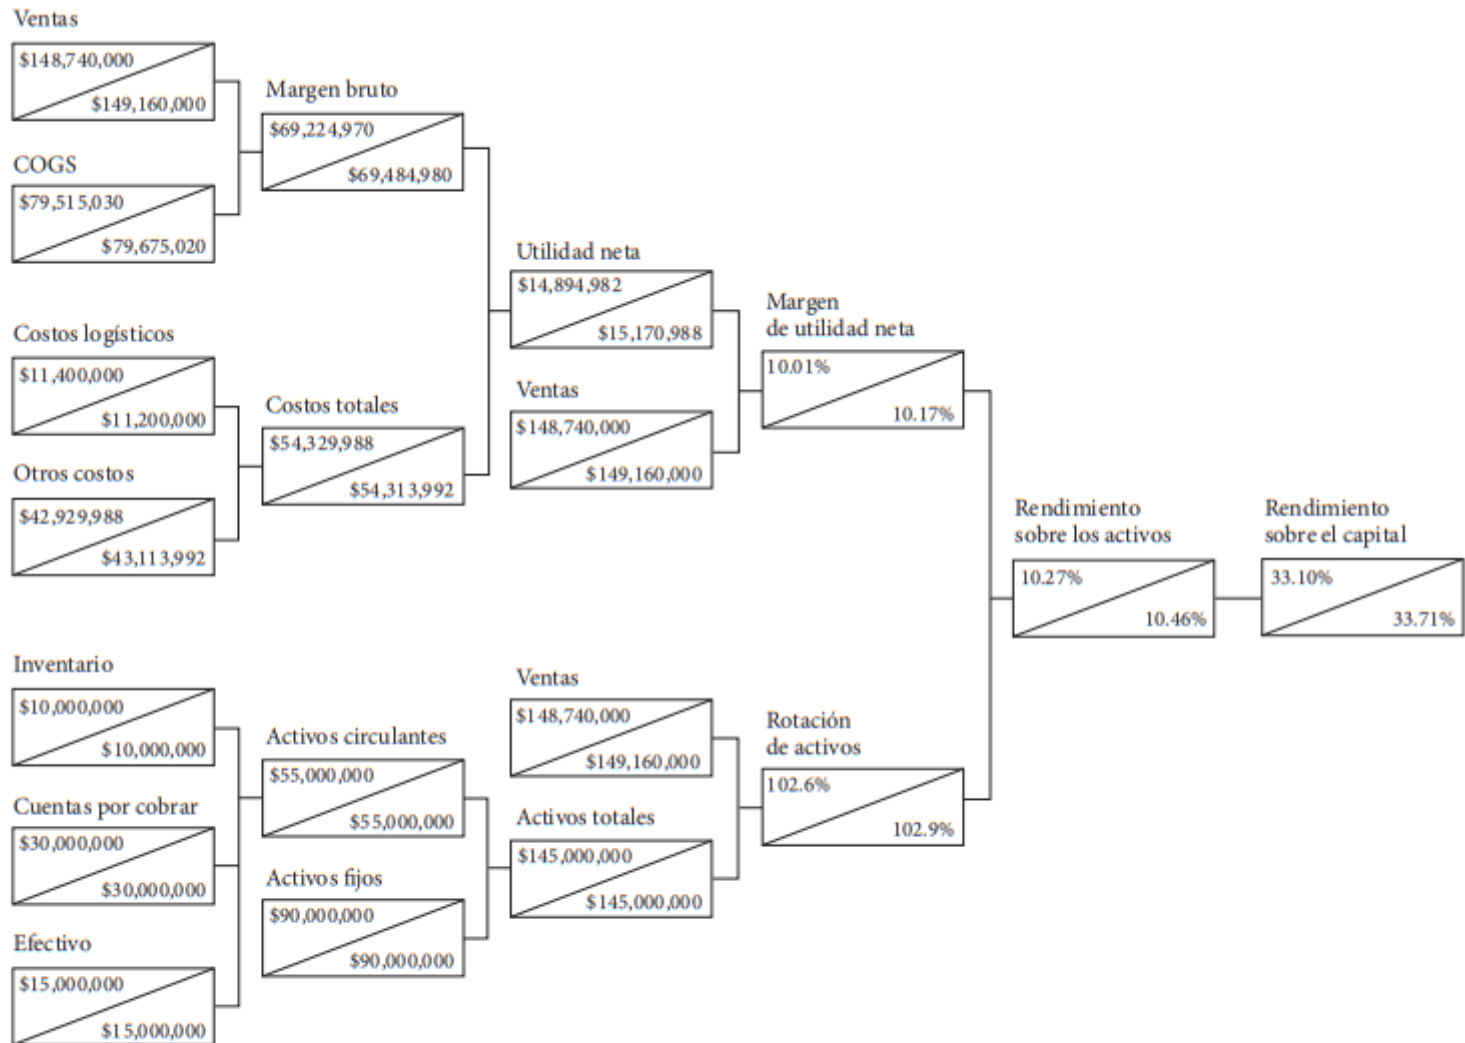 Ventas
$148,740,000
$149,160,000
COGS
$79,515,030
$79,675,020
Margen bruto
$69,224,970
$69,484,980
Costos logísticos
$11,400,000
$11,200,000
Otros costos
$42,929,988
$43,113,992
Costos totales
$54,329,988
$54,313,992
Utilidad neta
$14,894,982
$15,170,988
Ventas
$148,740,000
$149,160,000
Margen
de utilidad neta
10.01%
10.17%
Inventario
$10,000,000
$10,000,000
Cuentas por cobrar
$30,000,000
$30,000,000
Efectivo
$15,000,000
$15,000,000
Activos circulantes
$55,000,000
$55,000,000
Activos fijos
$90,000,000
$90,000,000
Ventas
$148,740,000
$149,160,000
Activos totales
$145,000,000
$145,000,000
Rotación
de activos
102.6%
102.9%
Rendimiento
sobre los activos
10.27%
10.46%
Rendimiento
sobre el capital
33.10%
33.71%